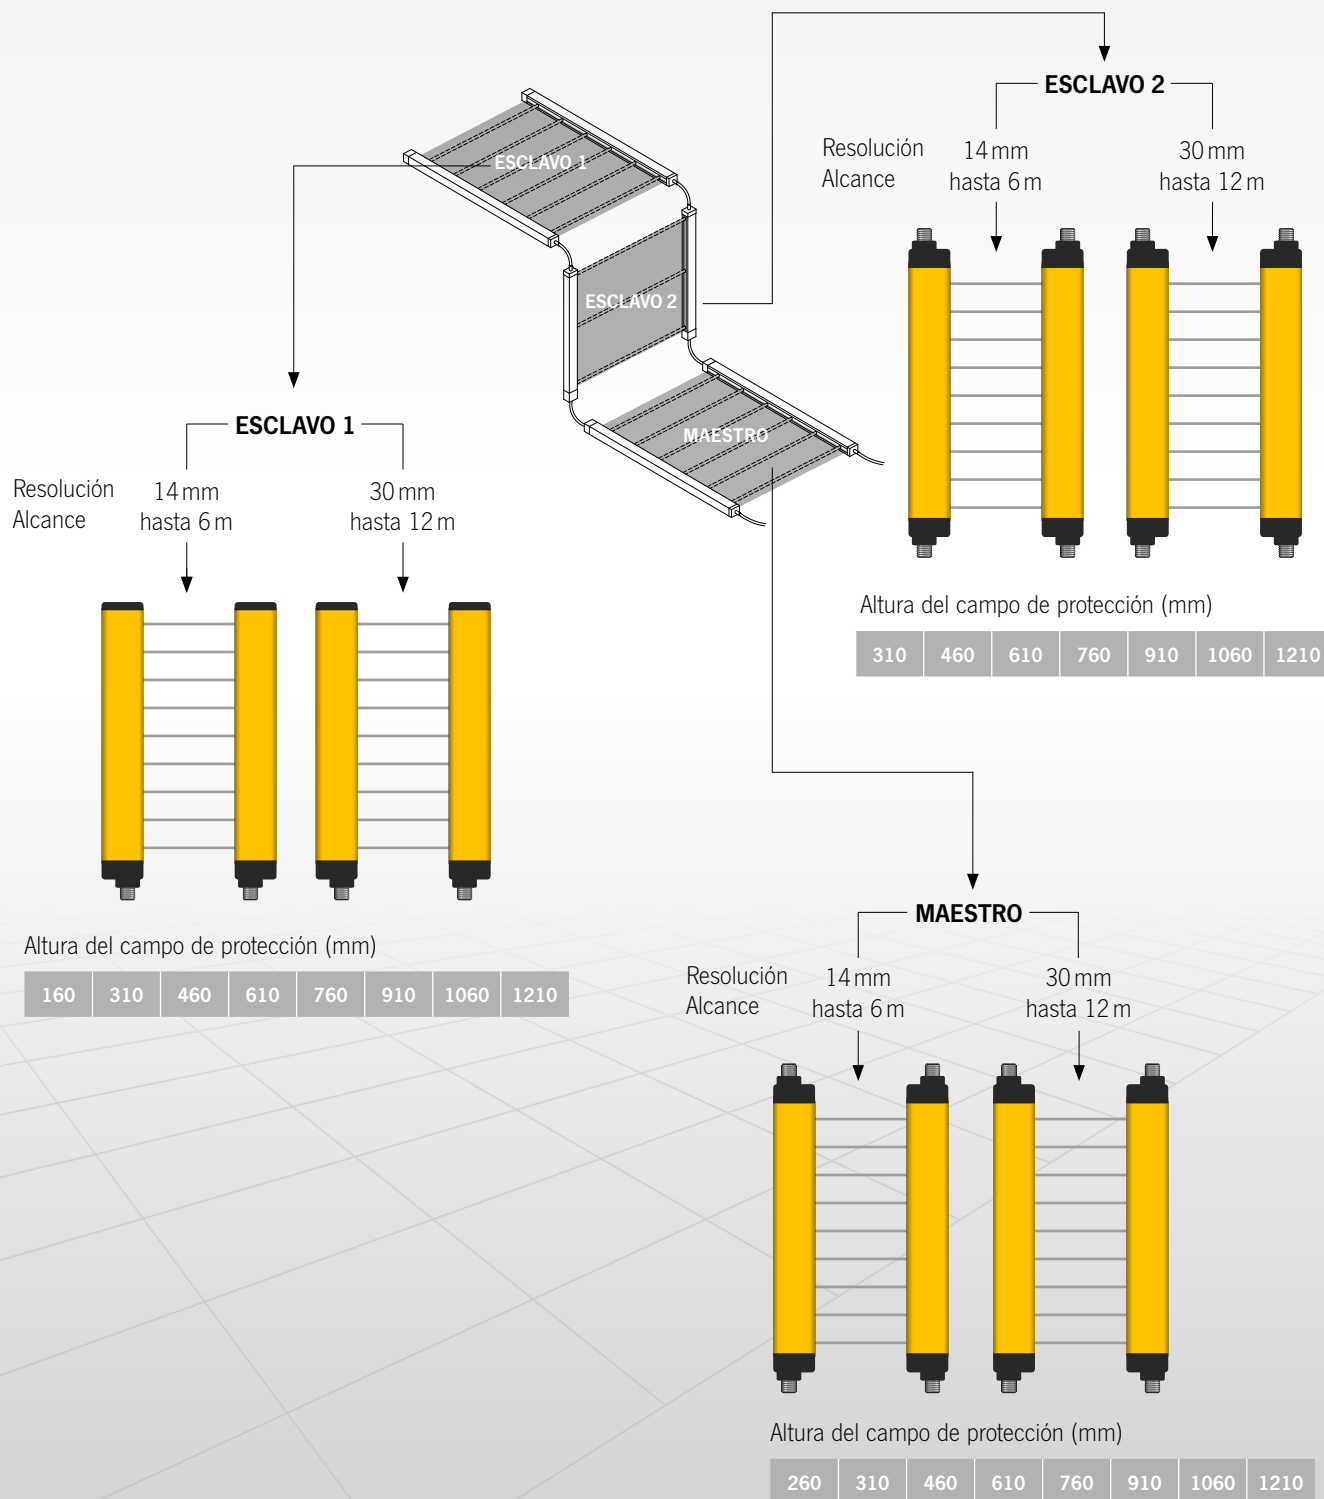 ESCLAVO 2
Resolución 14 mm 30 mm
Alcance hasta 6 m hasta 12 m
Altura del campo de protección (mm)
310 460 610 760 910 1060 1210
ESCLAVO 1
ESCLAVO 2
MAESTRO
ESCLAVO 1
Resolución 14 mm 30 mm
Alcance hasta 6 m hasta 12 m
Altura del campo de protección (mm)
160 310 460 610 760 910 1060 1210
MAESTRO
Resolución 14 mm 30 mm
Alcance hasta 6 m hasta 12 m
Altura del campo de protección (mm)
260 310 460 610 760 910 1060 1210